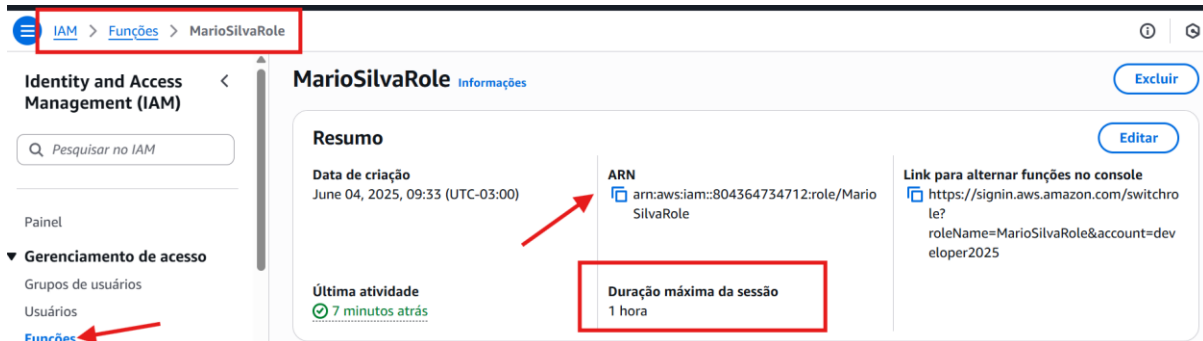 IAM > Funções > MarioSilvaRole
Identity and Access
Management (IAM)
Pesquisar no IAM
Painel
Gerenciamento de acesso
Grupos de usuários
Usuários
Funções
MarioSilvaRole Informações
Excluir
Resumo
Editar
Data de criação
June 04, 2025, 09:33 (UTC-03:00)
ARN
arn:aws:iam::804364734712:role/Mario
SilvaRole
Link para alternar funções no console
https://signin.aws.amazon.com/switchro
le?
roleName=MarioSilvaRole&account=dev
eloper2025
Última atividade
7 minutos atrás
Duração máxima da sessão
1 hora